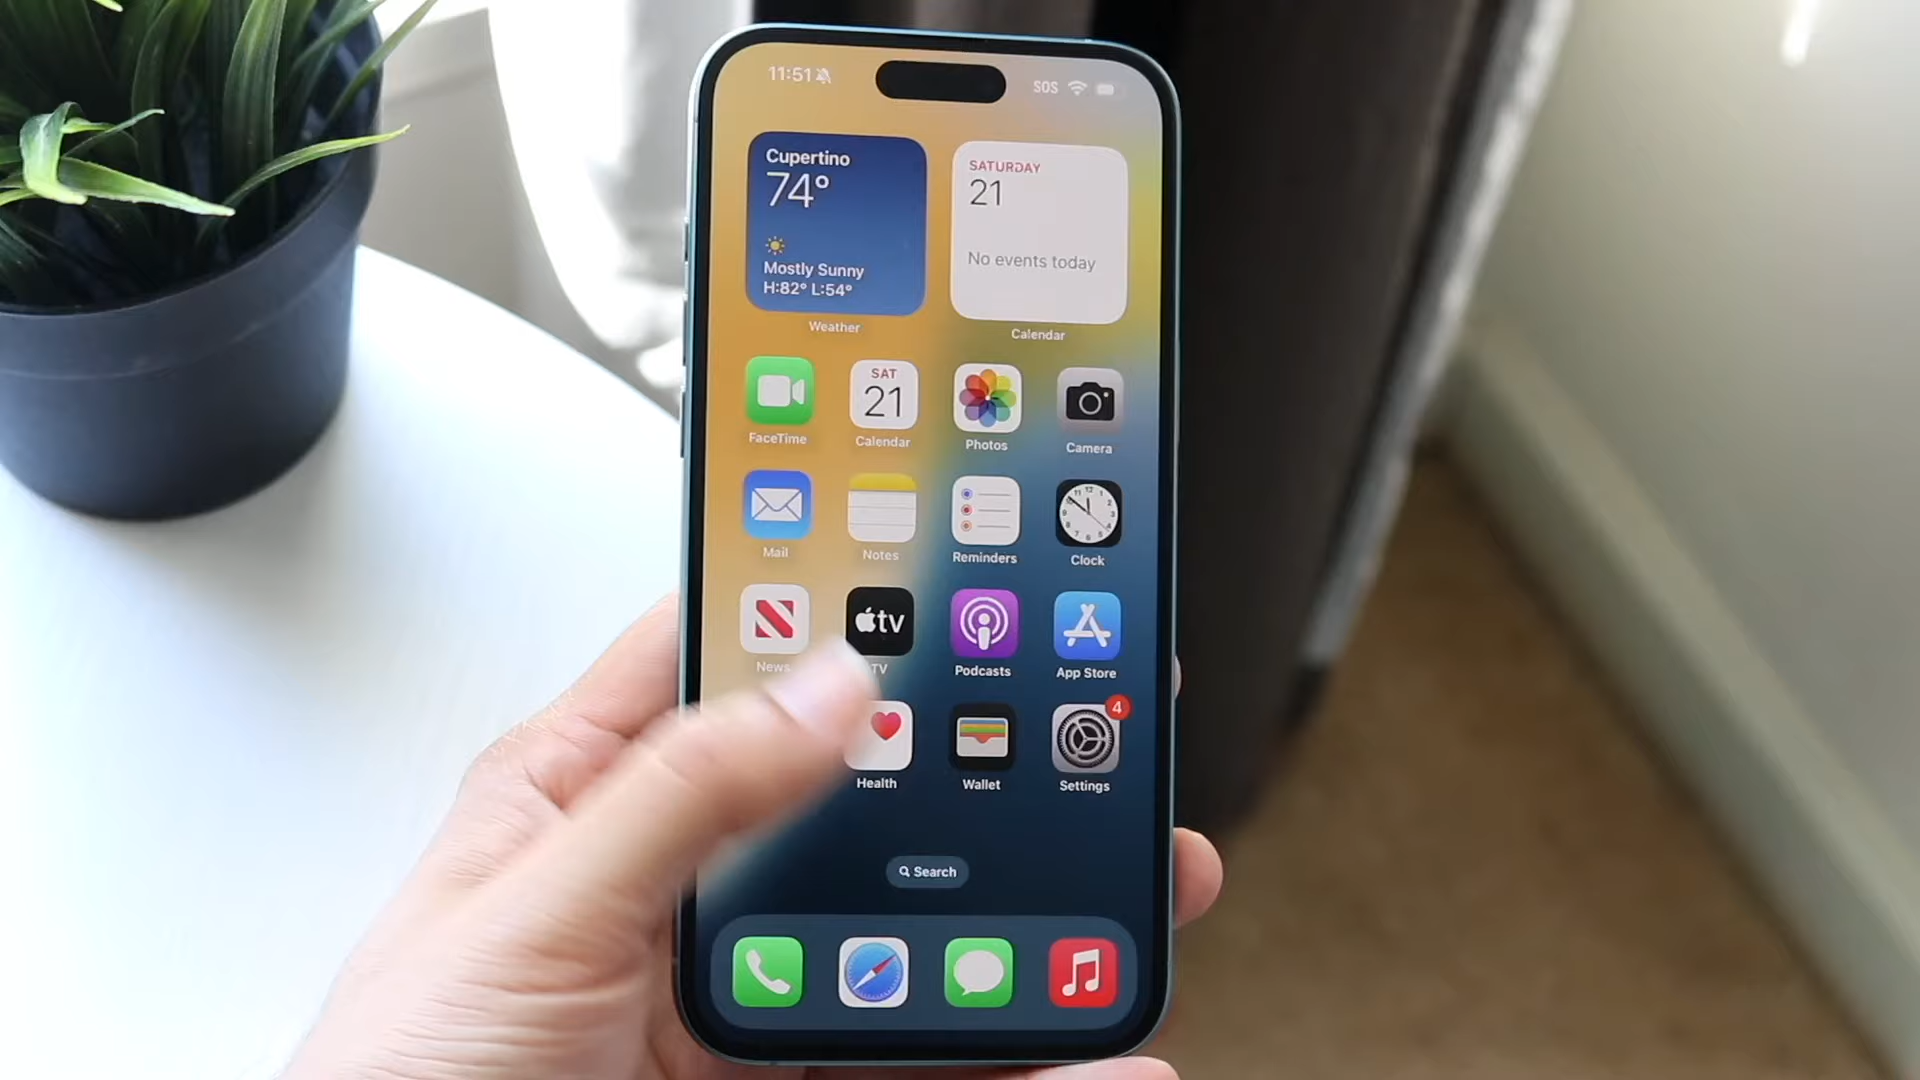 11:51
SOS
Cupertino
74°
Mostly Sunny
H:82° L:54°
Weather
SATURDAY
21
No events today
Calendar
FaceTime
SAT
21
Calendar
Photos
Camera
Mail
Notes
Reminders
Clock
News
tv
TV
Podcasts
App Store
Health
Wallet
4
Settings
Search